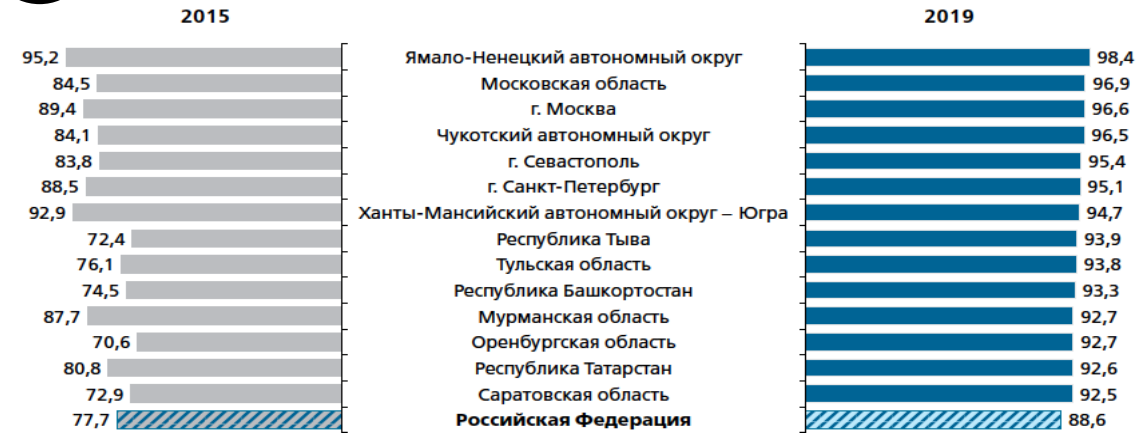 2015 2019
95,2 Ямало-Ненецкий автономный округ 98,4
84,5 Московская область 96,9
89,4 г. Москва 96,6
84,1 Чукотский автономный округ 96,5
83,8 г. Севастополь 95,4
88,5 г. Санкт-Петербург 95,1
92,9 Ханты-Мансийский автономный округ – Югра 94,7
72,4 Республика Тыва 93,9
76,1 Тульская область 93,8
74,5 Республика Башкортостан 93,3
87,7 Мурманская область 92,7
70,6 Оренбургская область 92,7
80,8 Республика Татарстан 92,6
72,9 Саратовская область 92,5
77,7 Российская Федерация 88,6